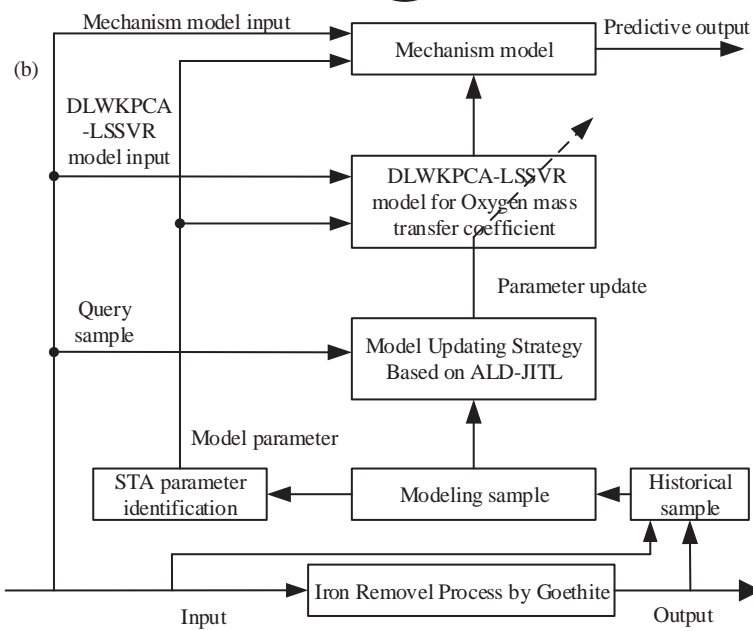 Mechanism model input
Predictive output
Mechanism model
(b)
DLWKPCA
-LSSVR
model input
DLWKPCA-LSSVR
model for Oxygen mass
transfer coefficient
Parameter update
Query
sample
Model Updating Strategy
Based on ALD-JITL
Model parameter
STA parameter
identification
Modeling sample
Historical
sample
Iron Removel Process by Goethite
Input
Output